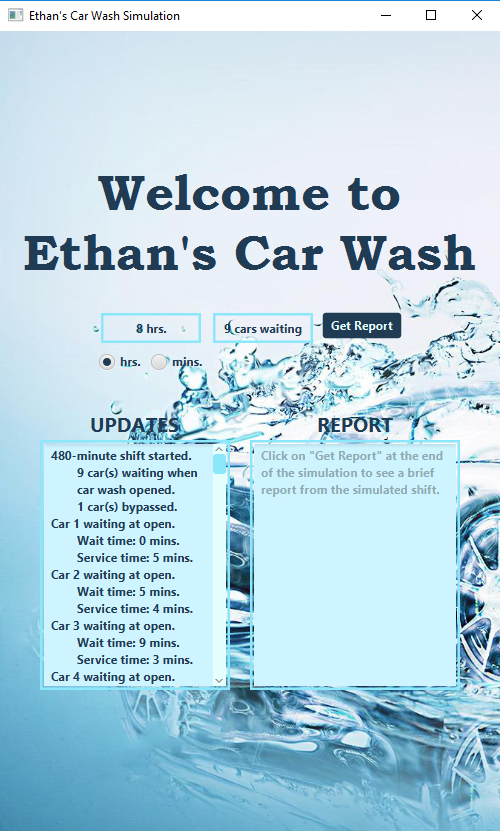 Ethan's Car Wash Simulation
Welcome to
Ethan's Car Wash
8 hrs.
9 cars waiting
Get Report
hrs.
mins.
UPDATES
480-minute shift started.
9 car(s) waiting when
car wash opened.
1 car(s) bypassed.
Car 1 waiting at open.
Wait time: 0 mins.
Service time: 5 mins.
Car 2 waiting at open.
Wait time: 5 mins.
Service time: 4 mins.
Car 3 waiting at open.
Wait time: 9 mins.
Service time: 3 mins.
Car 4 waiting at open.
REPORT
Click on "Get Report" at the end
of the simulation to see a brief
report from the simulated shift.